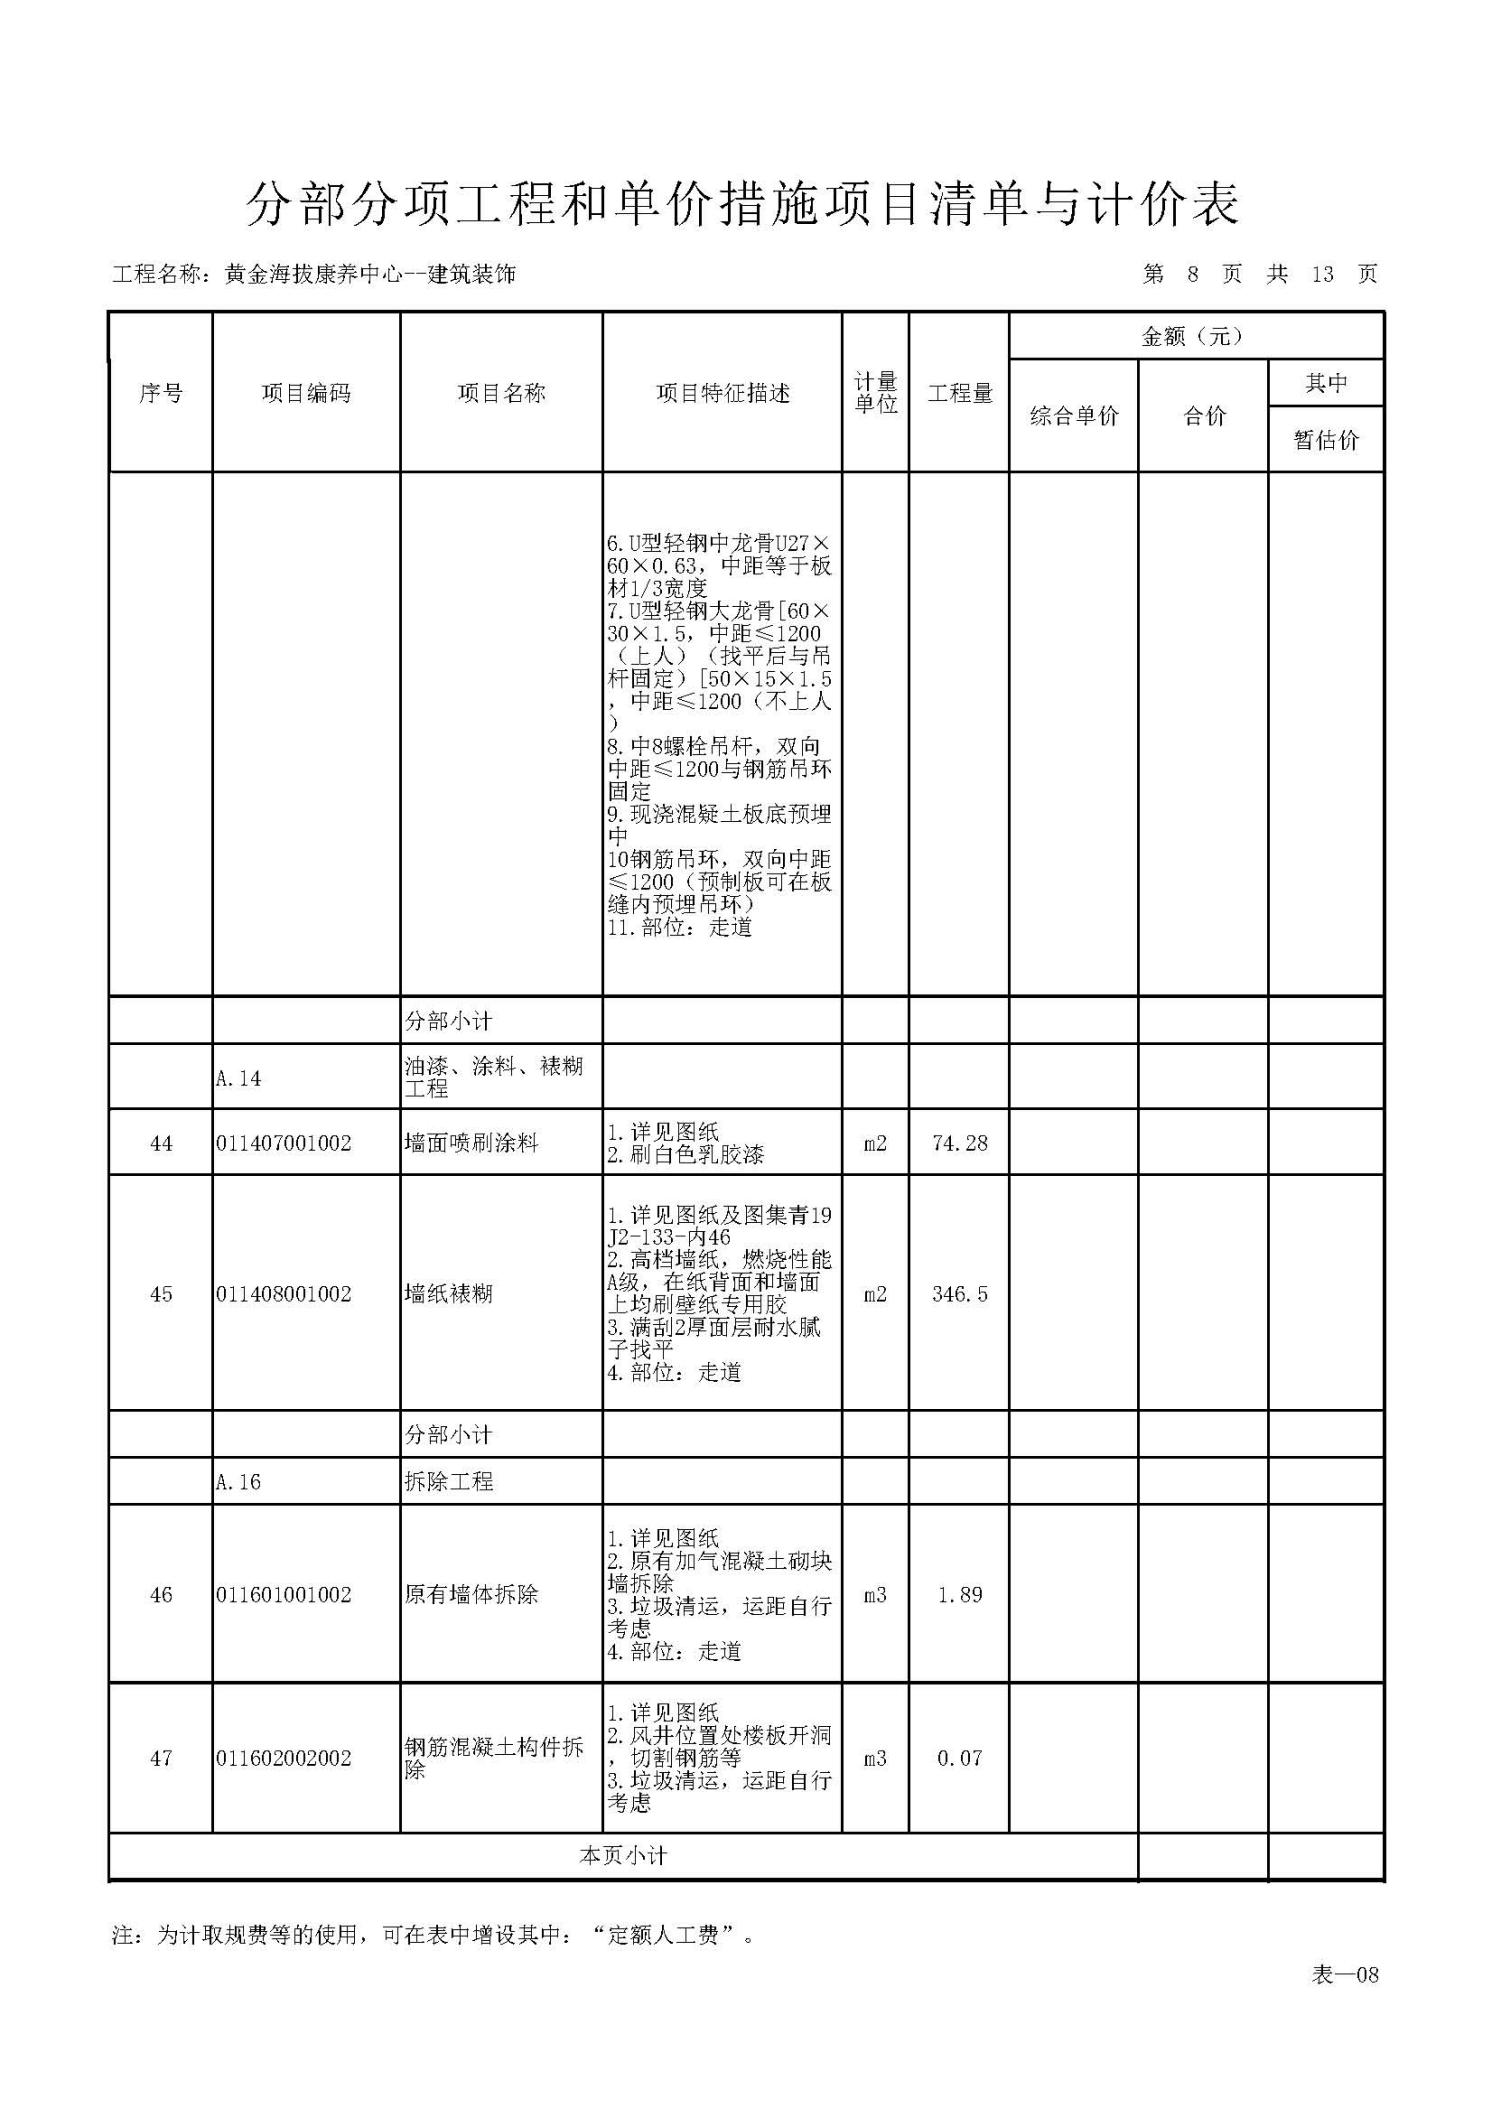 分部分项工程和单价措施项目清单与计价表
工程名称：黄金海拔康养中心--建筑装饰
第 8 页 共 13 页
序号
项目编码
项目名称
项目特征描述
计量
单位
工程量
金额（元）
综合单价
合价
其中
暂估价
6.U型轻钢中龙骨U27×
60×0.63，中距等于板
材1/3宽度
7.U型轻钢大龙骨[60×
30×1.5，中距≤1200
（上人）（找平后与吊
杆固定）[50×15×1.5
，中距≤1200（不上人
）
8.中8螺栓吊杆，双向
中距≤1200与钢筋吊环
固定
9.现浇混凝土板底预埋
中
10钢筋吊环，双向中距
≤1200（预制板可在板
缝内预埋吊环）
11.部位：走道
分部小计
A.14
油漆、涂料、裱糊
工程
44
011407001002
墙面喷刷涂料
1.详见图纸
2.刷白色乳胶漆
m2
74.28
45
011408001002
墙纸裱糊
1.详见图纸及图集青19
J2-133-内46
2.高档墙纸，燃烧性能
A级，在纸背面和墙面
上均刷壁纸专用胶
3.满刮2厚面层耐水腻
子找平
4.部位：走道
m2
346.5
分部小计
A.16
拆除工程
46
011601001002
原有墙体拆除
1.详见图纸
2.原有加气混凝土砌块
墙拆除
3.垃圾清运，运距自行
考虑
4.部位：走道
m3
1.89
47
011602002002
钢筋混凝土构件拆
除
1.详见图纸
2.风井位置处楼板开洞
，切割钢筋等
3.垃圾清运，运距自行
考虑
m3
0.07
本页小计
注：为计取规费等的使用，可在表中增设其中：“定额人工费”。
表—08